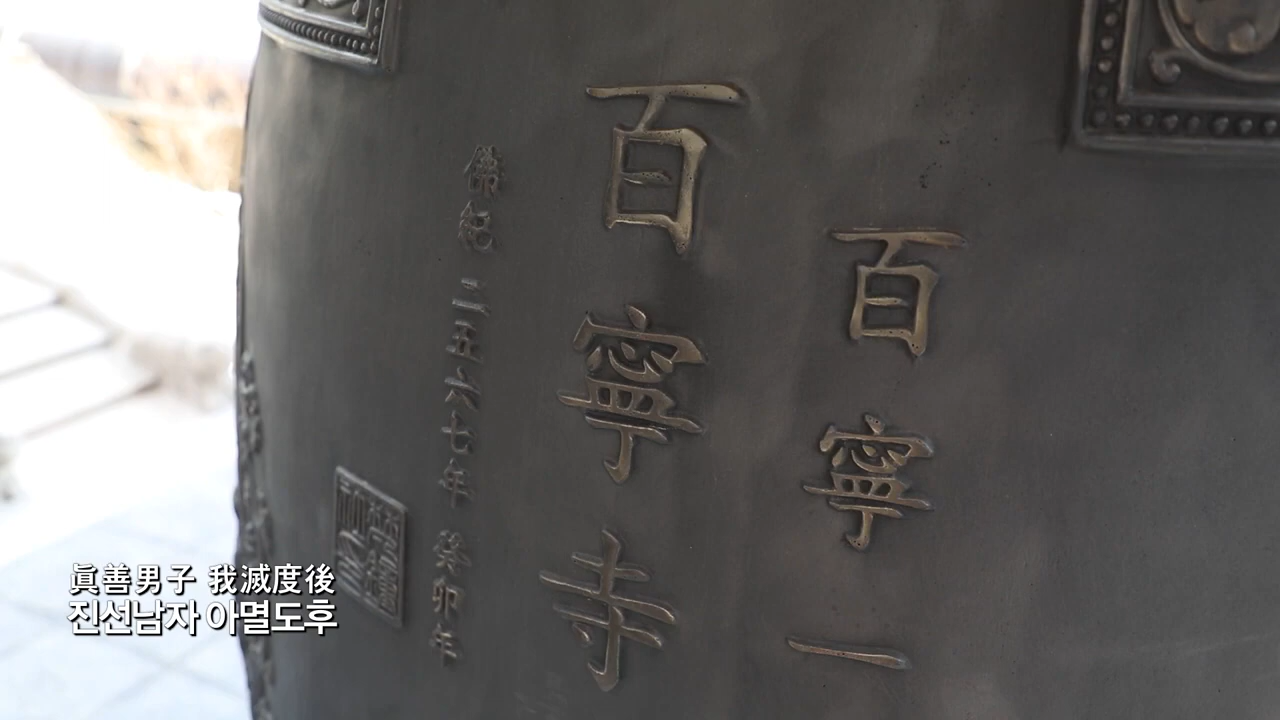 百寧一
百寧寺
佛紀 二五六七年 癸卯年
眞善男子 我滅度後
진선남자 아멸도후